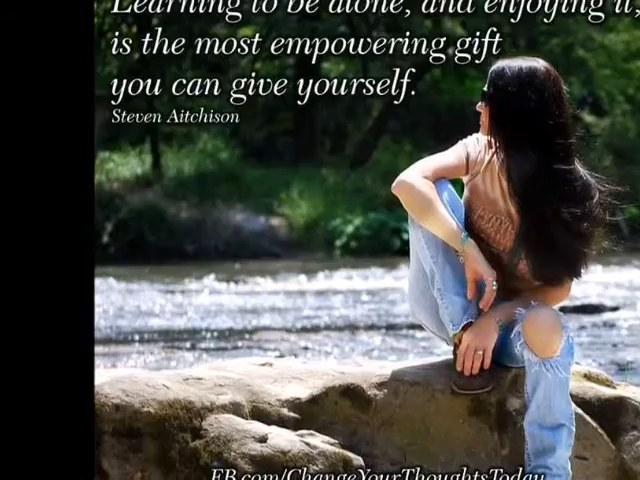 Learning to be alone, and enjoying it,
is the most empowering gift
you can give yourself.
Steven Aitchison
FB.com/ChangeYourThoughtsToday